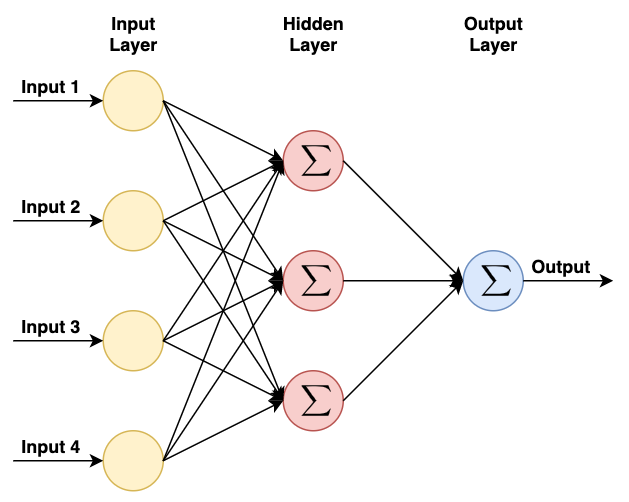 Input
Layer
Hidden
Layer
Output
Layer
Input 1
Σ
Input 2
Σ
Σ
Output
Input 3
Σ
Input 4